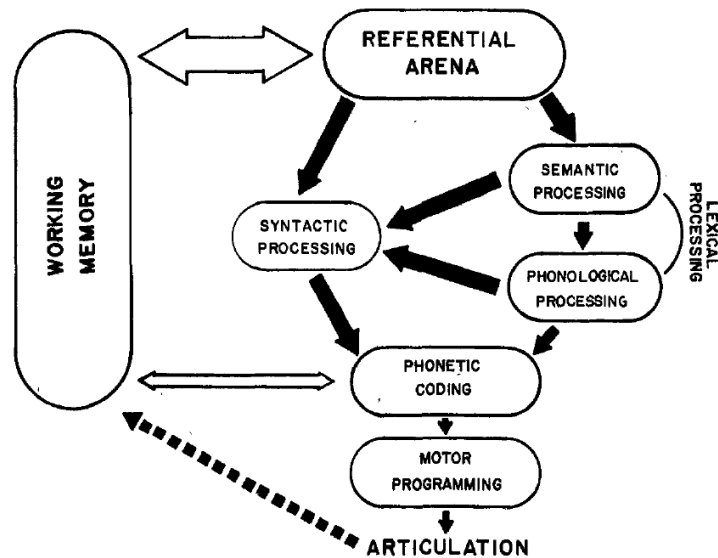 REFERENTIAL
ARENA
WORKING
MEMORY
SEMANTIC
PROCESSING
LEXICAL
PROCESSING
SYNTACTIC
PROCESSING
PHONOLOGICAL
PROCESSING
PHONETIC
CODING
MOTOR
PROGRAMMING
ARTICULATION